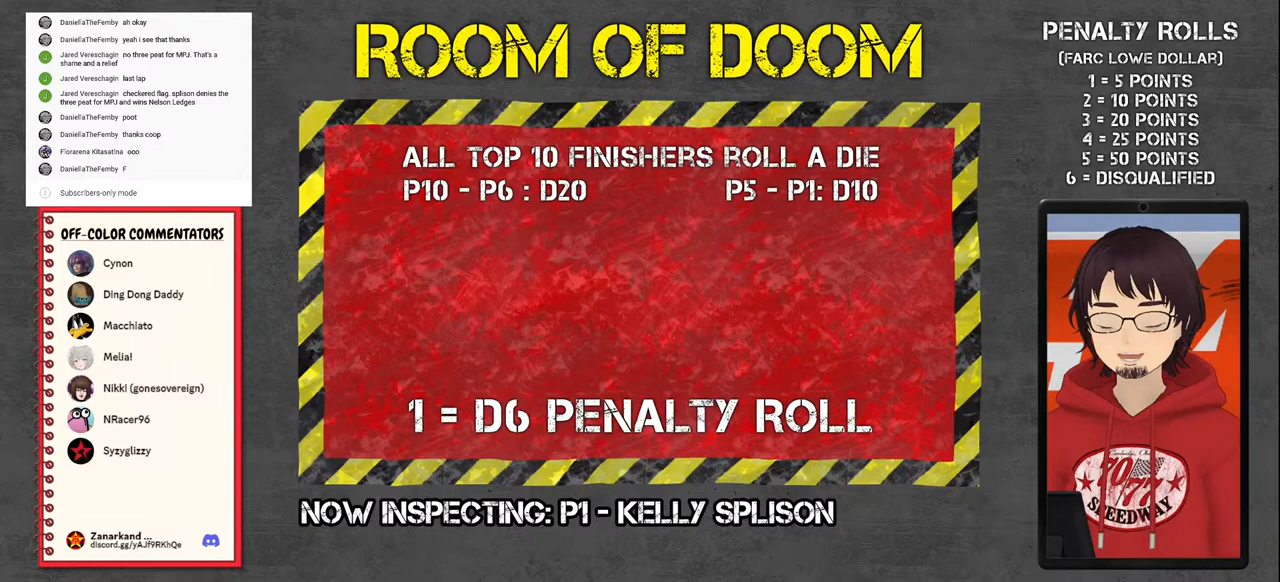 DaniellaTheFemby ah okay
DaniellaTheFemby yeah i see that thanks
Jared Vereschagin no three peat for MPJ. That's a
shame and a relief
Jared Vereschagin last lap
Jared Vereschagin checkered flag. splison denies the
three peat for MPJ and wins Nelson Ledges
DaniellaTheFemby poot
DaniellaTheFemby thanks coop
Fiorarena Kitasatina ooo
DaniellaTheFemby F
Subscribers-only mode
OFF-COLOR COMMENTATORS
Cynon
Ding Dong Daddy
Macchiato
Melia!
Nikki (gonesovereign)
NRacer96
Syzyglizzy
Zanarkand ...
discord.gg/yAJf9RKhQe
ROOM OF DOOM
ALL TOP 10 FINISHERS ROLL A DIE
P10 - P6 : D20 P5 - P1: D10
1 = D6 PENALTY ROLL
NOW INSPECTING: P1 - KELLY SPLISON
PENALTY ROLLS
(FARC LOWE DOLLAR)
1 = 5 POINTS
2 = 10 POINTS
3 = 20 POINTS
4 = 25 POINTS
5 = 50 POINTS
6 = DISQUALIFIED
SPEEDWAY